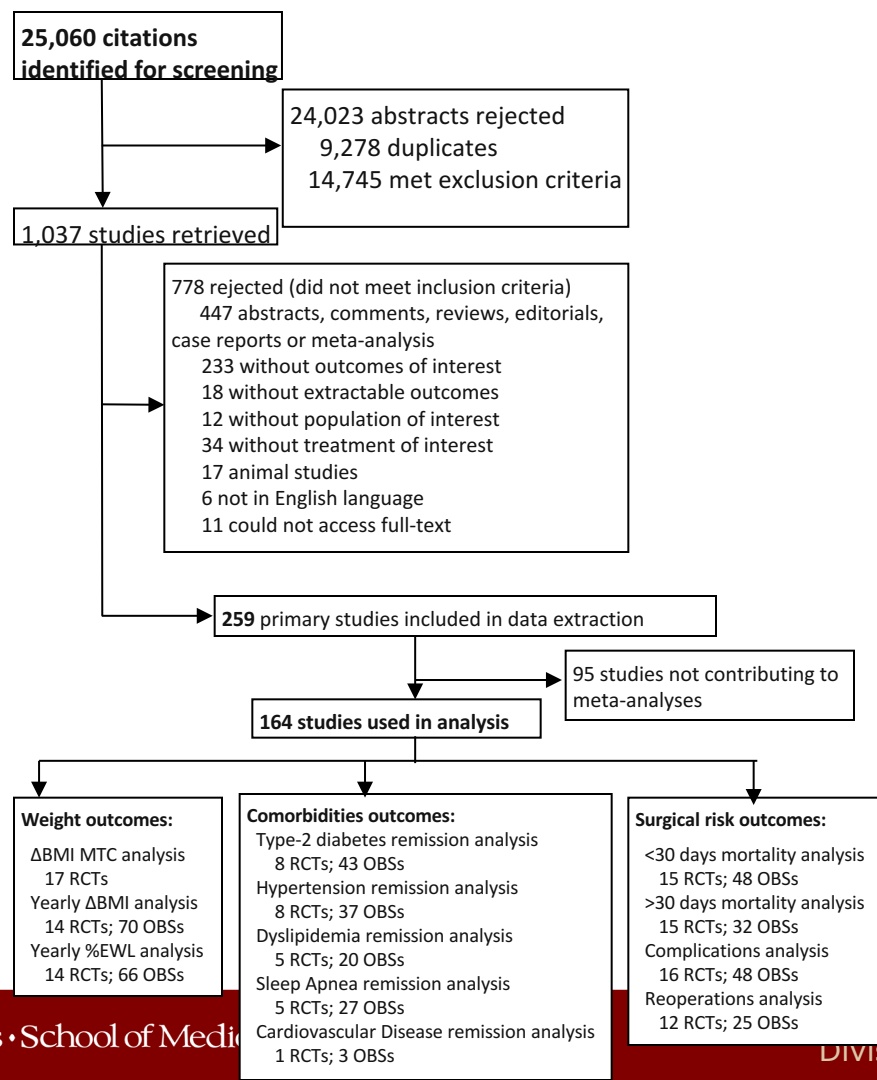 25,060 citations
identified for screening
24,023 abstracts rejected
9,278 duplicates
14,745 met exclusion criteria
1,037 studies retrieved
778 rejected (did not meet inclusion criteria)
447 abstracts, comments, reviews, editorials,
case reports or meta-analysis
233 without outcomes of interest
18 without extractable outcomes
12 without population of interest
34 without treatment of interest
17 animal studies
6 not in English language
11 could not access full-text
259 primary studies included in data extraction
95 studies not contributing to
meta-analyses
164 studies used in analysis
Weight outcomes:
ΔBMI MTC analysis
17 RCTs
Yearly ΔBMI analysis
14 RCTs; 70 OBSs
Yearly %EWL analysis
14 RCTs; 66 OBSs
Comorbidities outcomes:
Type-2 diabetes remission analysis
8 RCTs; 43 OBSs
Hypertension remission analysis
8 RCTs; 37 OBSs
Dyslipidemia remission analysis
5 RCTs; 20 OBSs
Sleep Apnea remission analysis
5 RCTs; 27 OBSs
Cardiovascular Disease remission analysis
1 RCTs; 3 OBSs
Surgical risk outcomes:
<30 days mortality analysis
15 RCTs; 48 OBSs
>30 days mortality analysis
15 RCTs; 32 OBSs
Complications analysis
16 RCTs; 48 OBSs
Reoperations analysis
12 RCTs; 25 OBSs
s • School of Medic